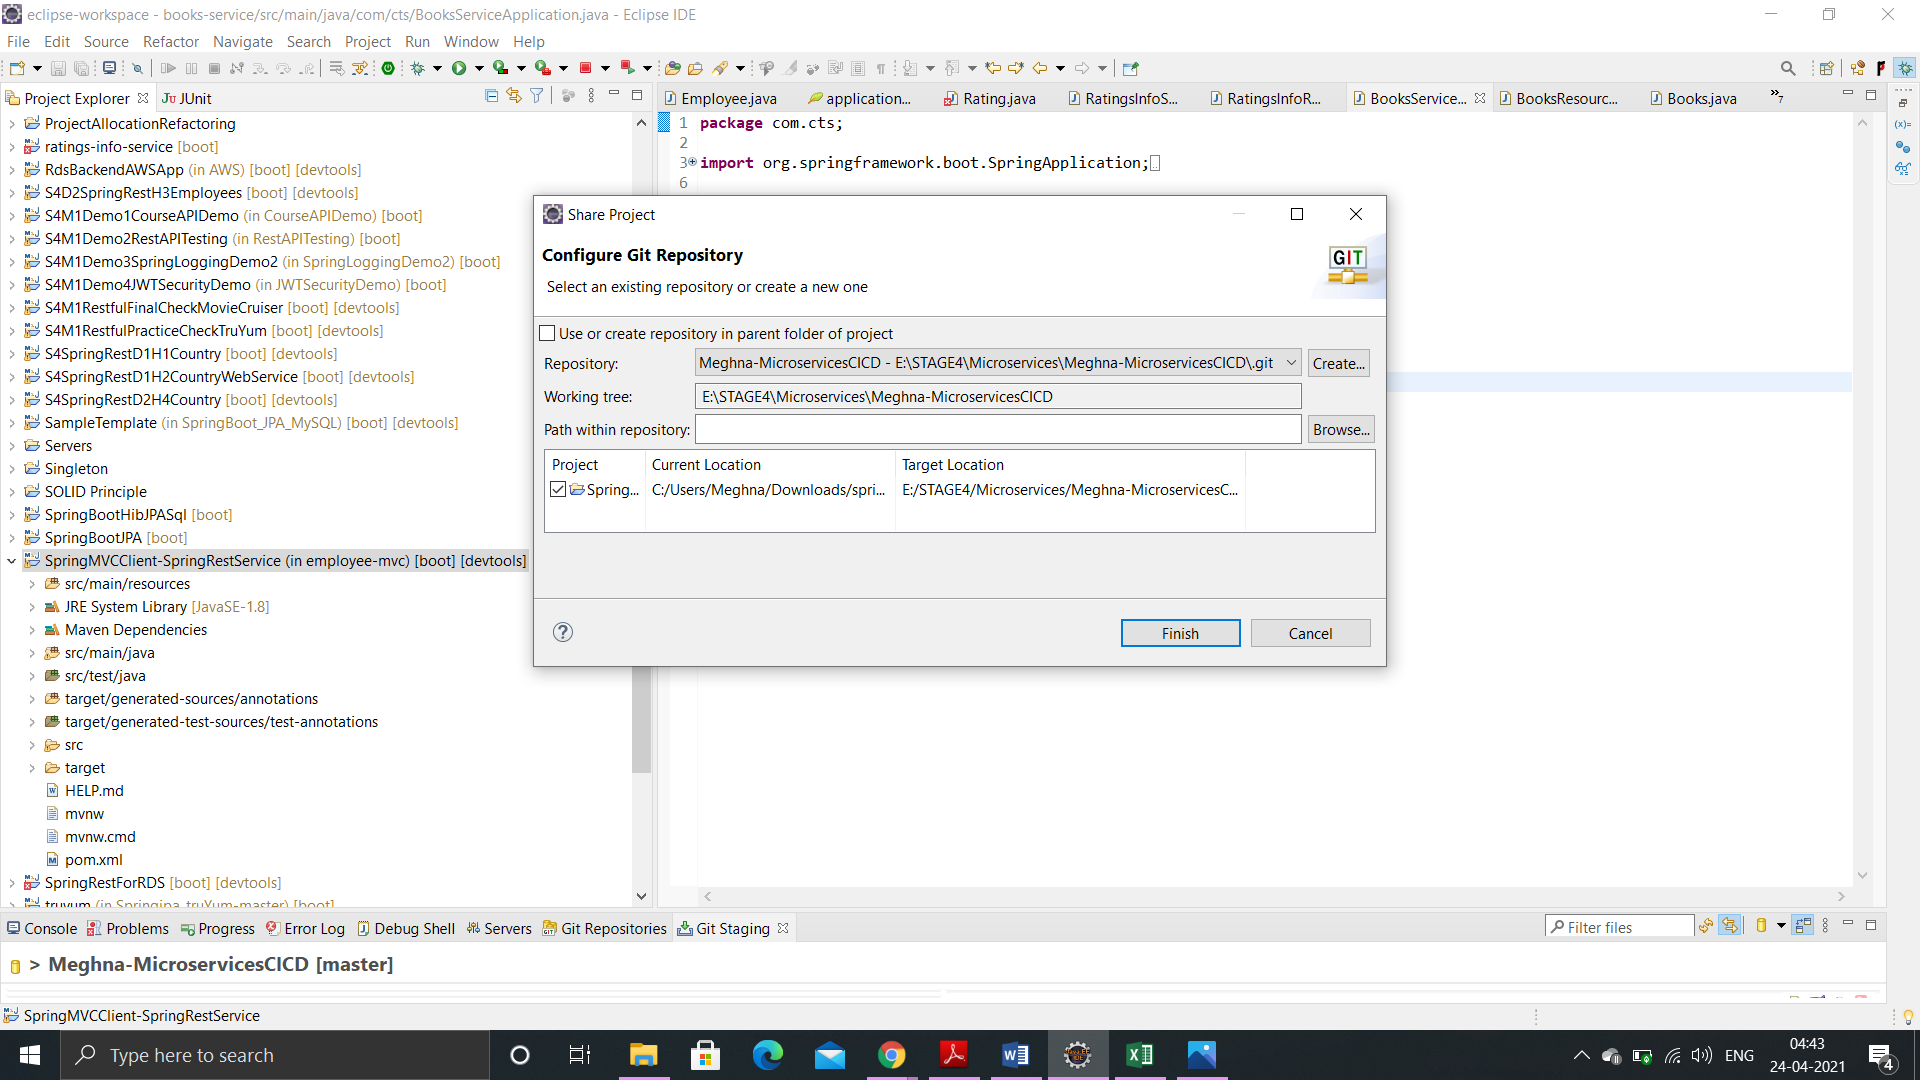 eclipse-workspace - books-service/src/main/java/com/cts/BooksServiceApplication.java - Eclipse IDE
File Edit Source Refactor Navigate Search Project Run Window Help
Project Explorer JUnit
ProjectAllocationRefactoring
ratings-info-service [boot]
RdsBackendAWSApp (in AWS) [boot] [devtools]
S4D2SpringRestH3Employees [boot] [devtools]
S4M1Demo1CourseAPIDemo (in CourseAPIDemo) [boot]
S4M1Demo2RestAPITesting (in RestAPITesting) [boot]
S4M1Demo3SpringLoggingDemo2 (in SpringLoggingDemo2) [boot]
S4M1Demo4JWTSecurityDemo (in JWTSecurityDemo) [boot]
S4M1RestfulFinalCheckMovieCruiser [boot] [devtools]
S4M1RestfulPracticeCheckTruYum [boot] [devtools]
S4SpringRestD1H1Country [boot] [devtools]
S4SpringRestD1H2CountryWebService [boot] [devtools]
S4SpringRestD2H4Country [boot] [devtools]
SampleTemplate (in SpringBoot_JPA_MySQL) [boot] [devtools]
Servers
Singleton
SOLID Principle
SpringBootHibJPASql [boot]
SpringBootJPA [boot]
SpringMVCClient-SpringRestService (in employee-mvc) [boot] [devtools]
src/main/resources
JRE System Library [JavaSE-1.8]
Maven Dependencies
src/main/java
src/test/java
target/generated-sources/annotations
target/generated-test-sources/test-annotations
src
target
HELP.md
mvnw
mvnw.cmd
pom.xml
SpringRestForRDS [boot] [devtools]
truyum (in Springjpa_truYum-master) [boot]
Employee.java application... Rating.java RatingsInfoS... RatingsInfoR... BooksService... BooksResourc... Books.java 7
1 package com.cts;
2
3 import org.springframework.boot.SpringApplication;
6
Share Project
Configure Git Repository
Select an existing repository or create a new one
GIT
Use or create repository in parent folder of project
Repository: Meghna-MicroservicesCICD - E:\STAGE4\Microservices\Meghna-MicroservicesCICD\.git Create...
Working tree: E:\STAGE4\Microservices\Meghna-MicroservicesCICD
Path within repository: Browse...
Project Current Location Target Location
Spring... C:/Users/Meghna/Downloads/spri... E:/STAGE4/Microservices/Meghna-MicroservicesC...
Finish Cancel
Console Problems Progress Error Log Debug Shell Servers Git Repositories Git Staging
Filter files
> Meghna-MicroservicesCICD [master]
SpringMVCClient-SpringRestService
Type here to search
ENG
04:43
24-04-2021
4